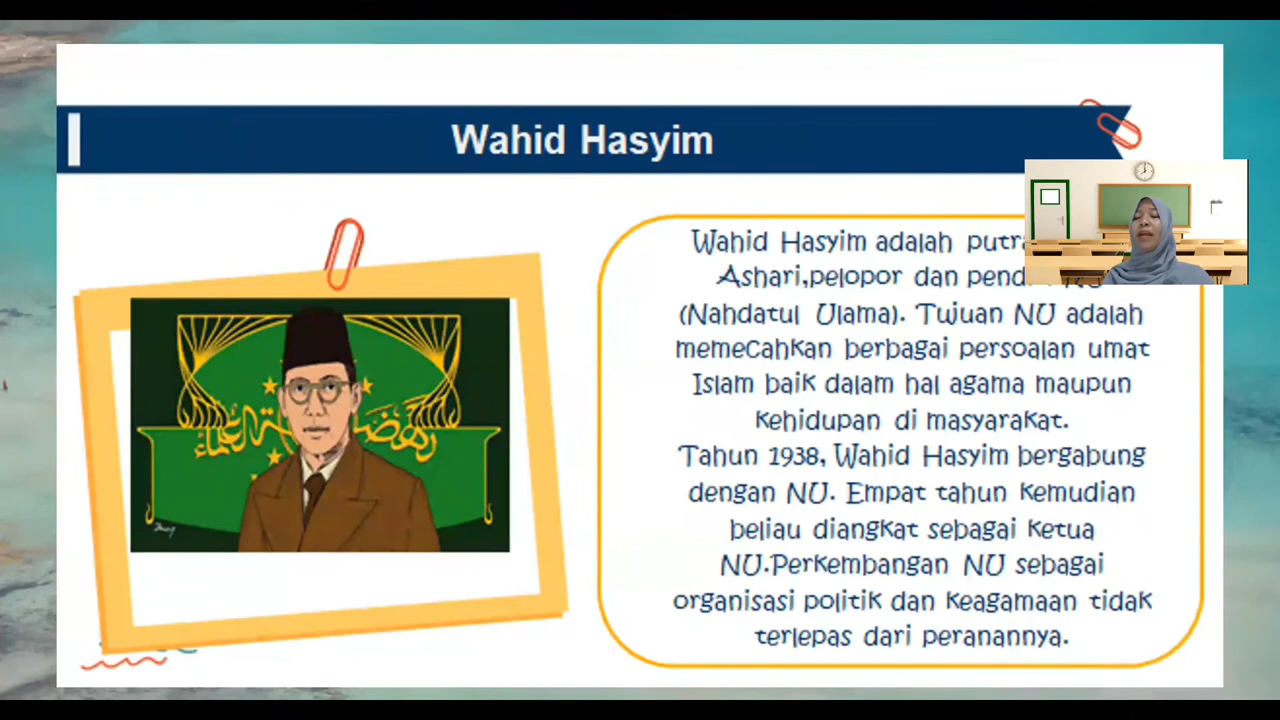 Wahid Hasyim
Wahid Hasyim adalah
Ashari,pelopor dan
(Nahdatul Ulama). Tujuan NU adalah
memecahkan berbagai persoalan umat
Islam baik dalam hal agama maupun
kehidupan di masyarakat.
Tahun 1938, Wahid Hasyim bergabung
dengan NU. Empat tahun kemudian
beliau diangkat sebagai ketua
NU.Perkembangan NU sebagai
organisasi politik dan keagamaan tidak
terlepas dari peranannya.